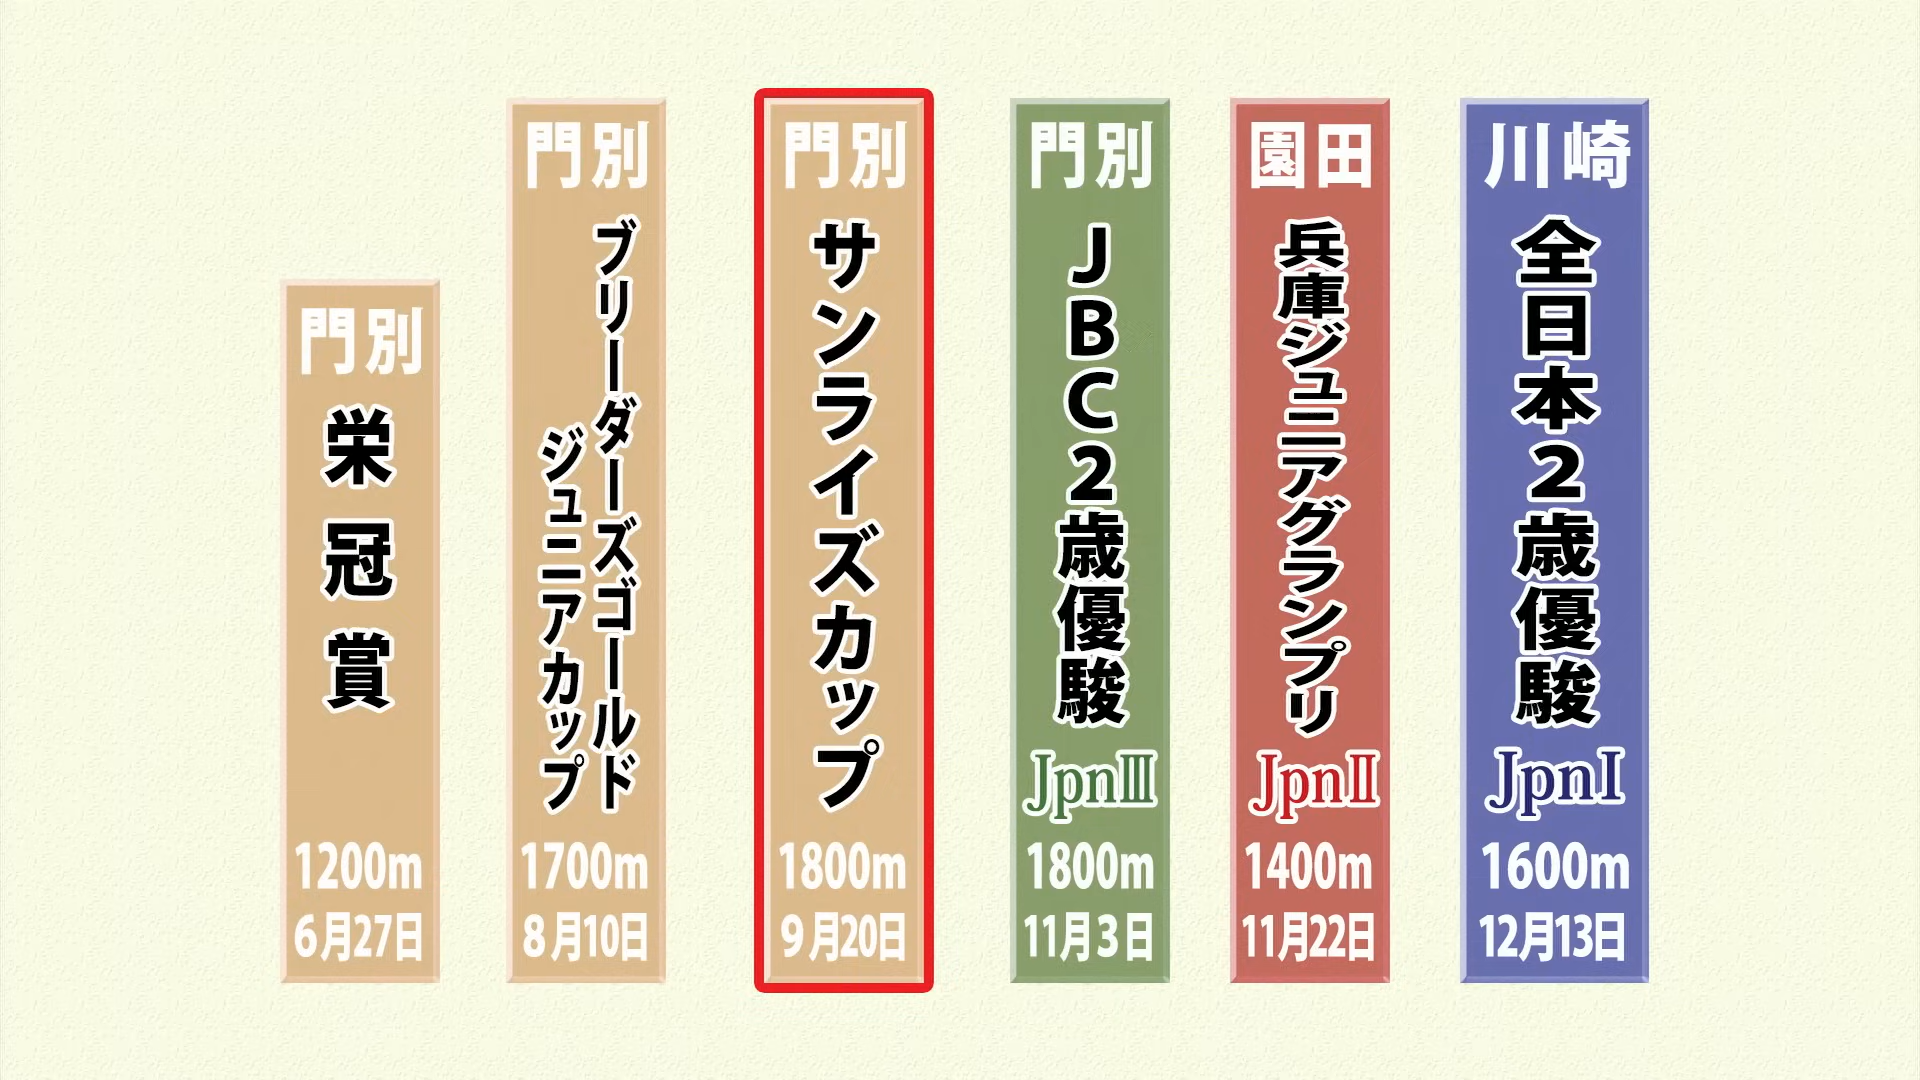 門別
栄冠賞
1200m
6月27日
門別
ブリーダーズゴールド
ジュニアカップ
1700m
8月10日
門別
サンライズカップ
1800m
9月20日
門別
JBC2歳優駿
JpnⅢ
1800m
11月3日
園田
兵庫ジュニアグランプリ
JpnⅡ
1400m
11月22日
川崎
全日本2歳優駿
JpnⅠ
1600m
12月13日